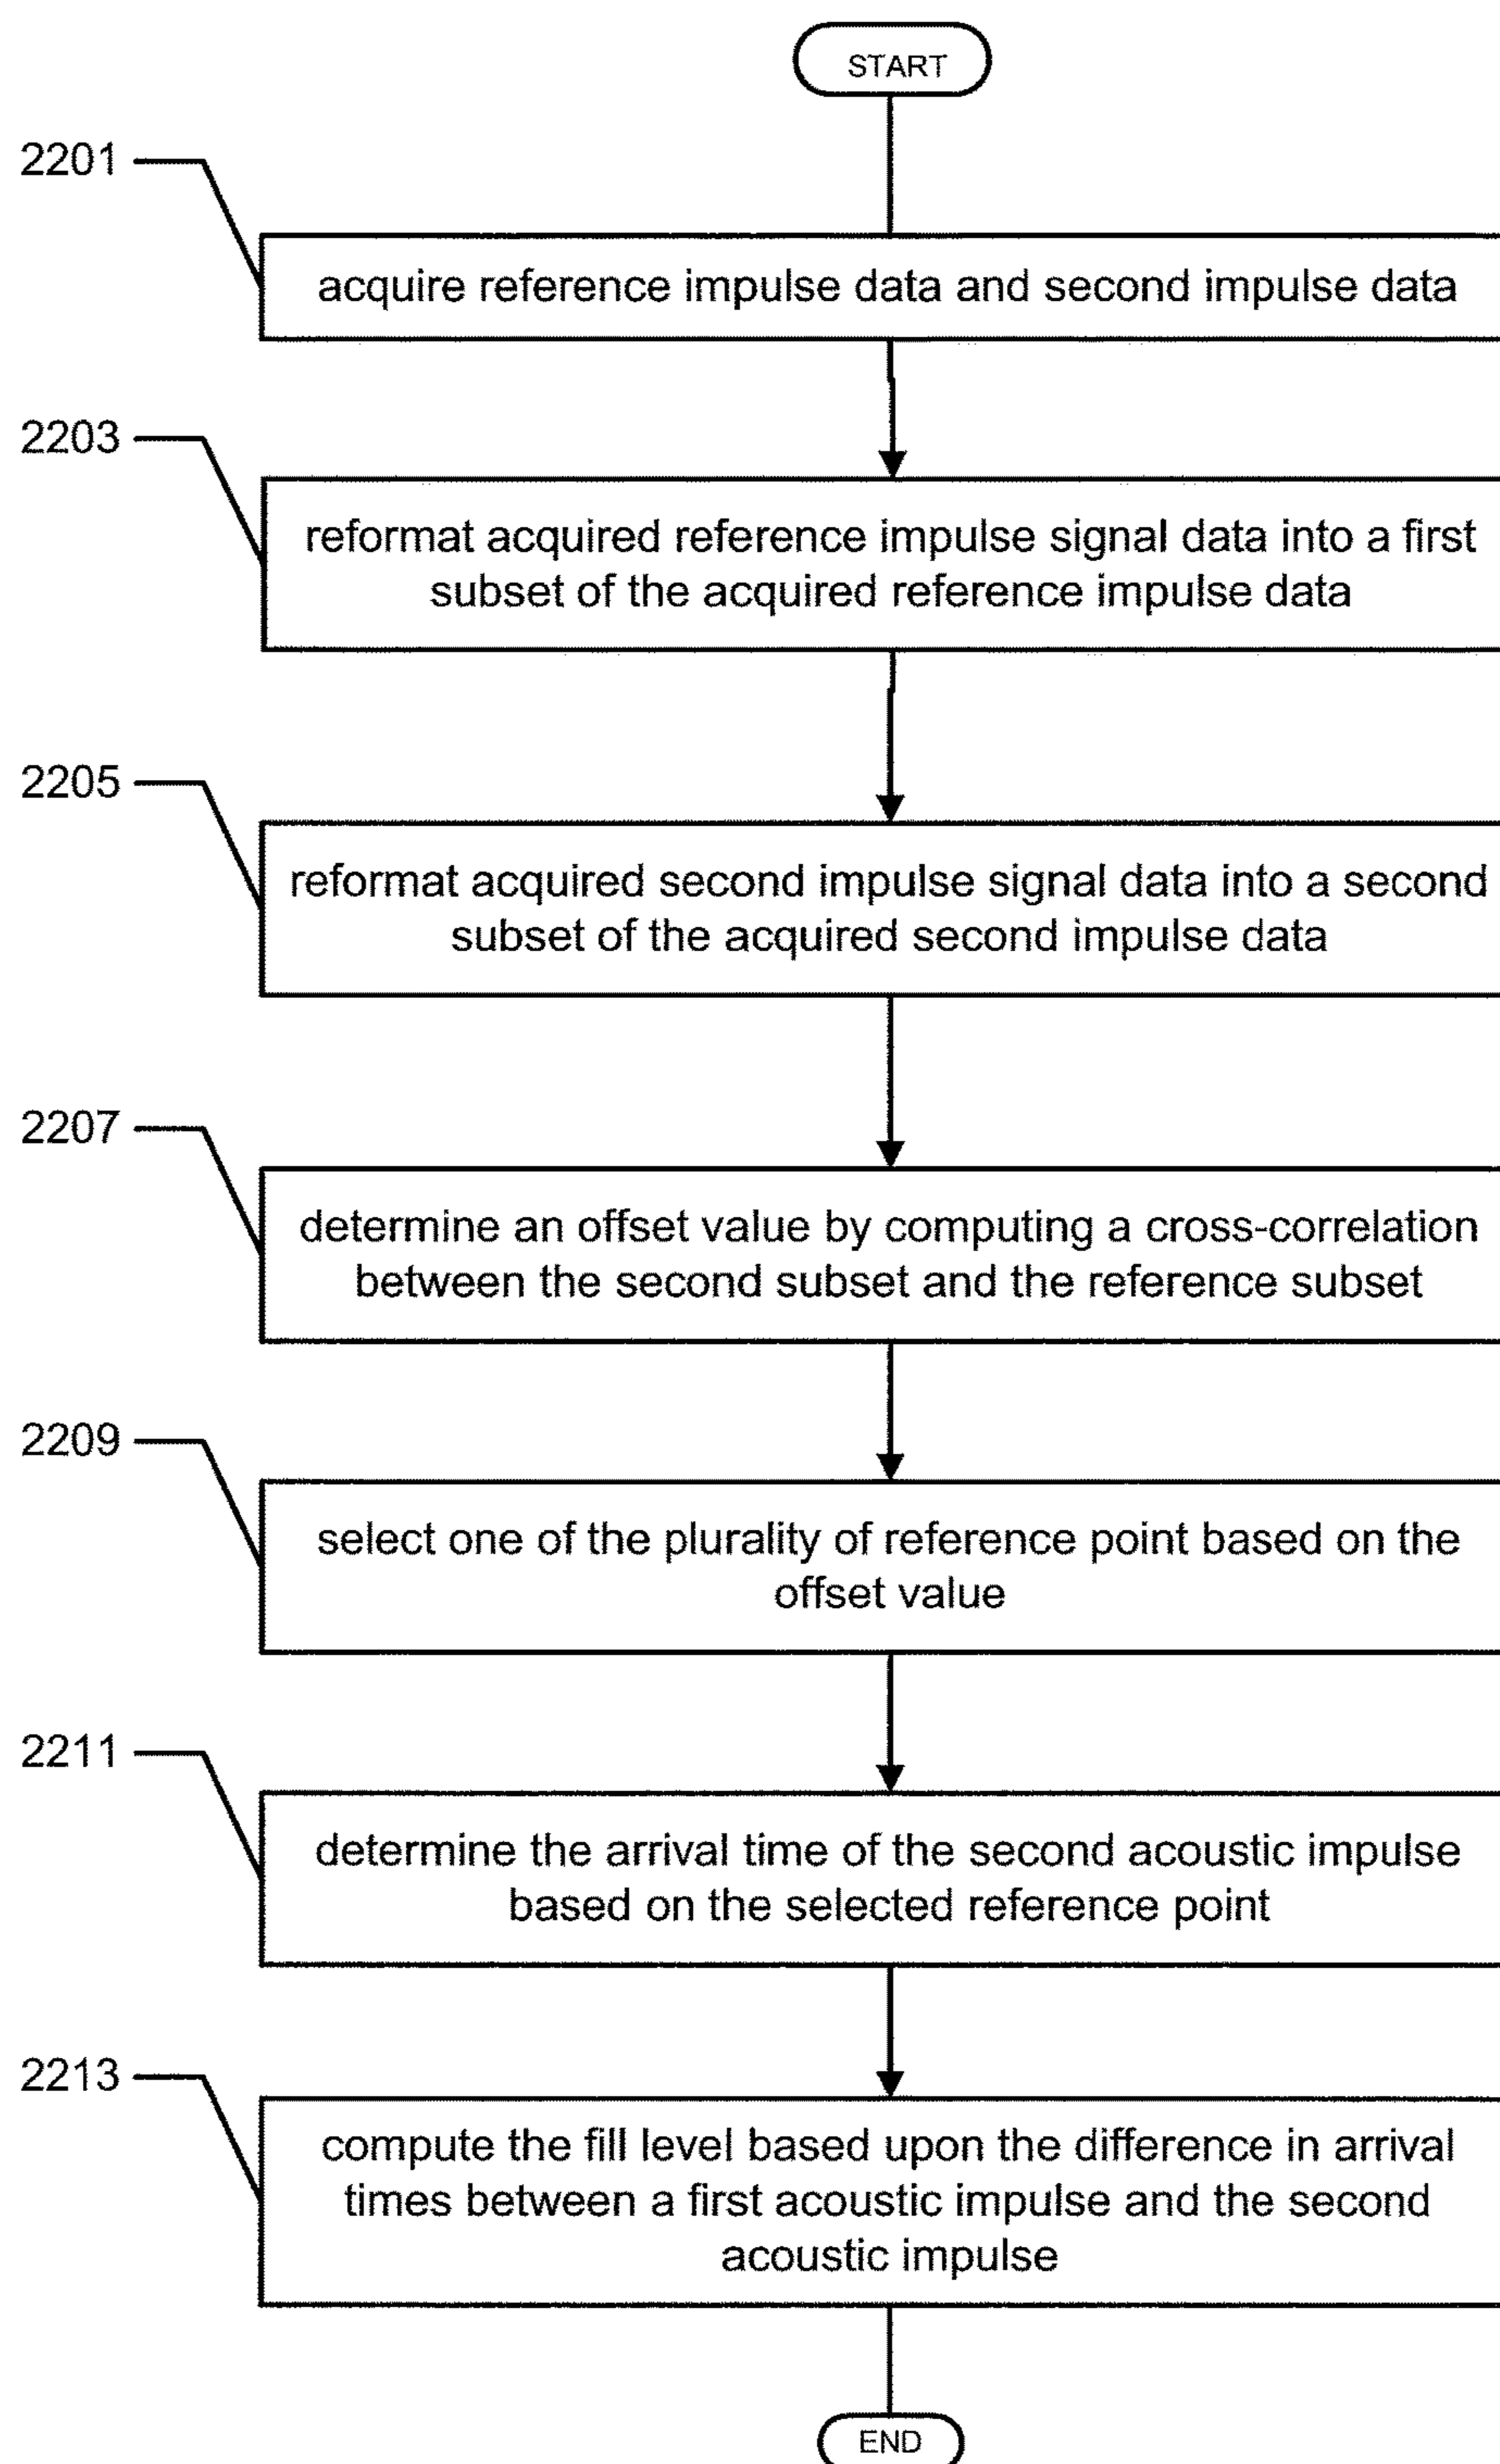 START
2201
acquire reference impulse data and second impulse data
2203
reformat acquired reference impulse signal data into a first
subset of the acquired reference impulse data
2205
reformat acquired second impulse signal data into a second
subset of the acquired second impulse data
2207
determine an offset value by computing a cross-correlation
between the second subset and the reference subset
2209
select one of the plurality of reference point based on the
offset value
2211
determine the arrival time of the second acoustic impulse
based on the selected reference point
2213
compute the fill level based upon the difference in arrival
times between a first acoustic impulse and the second
acoustic impulse
END